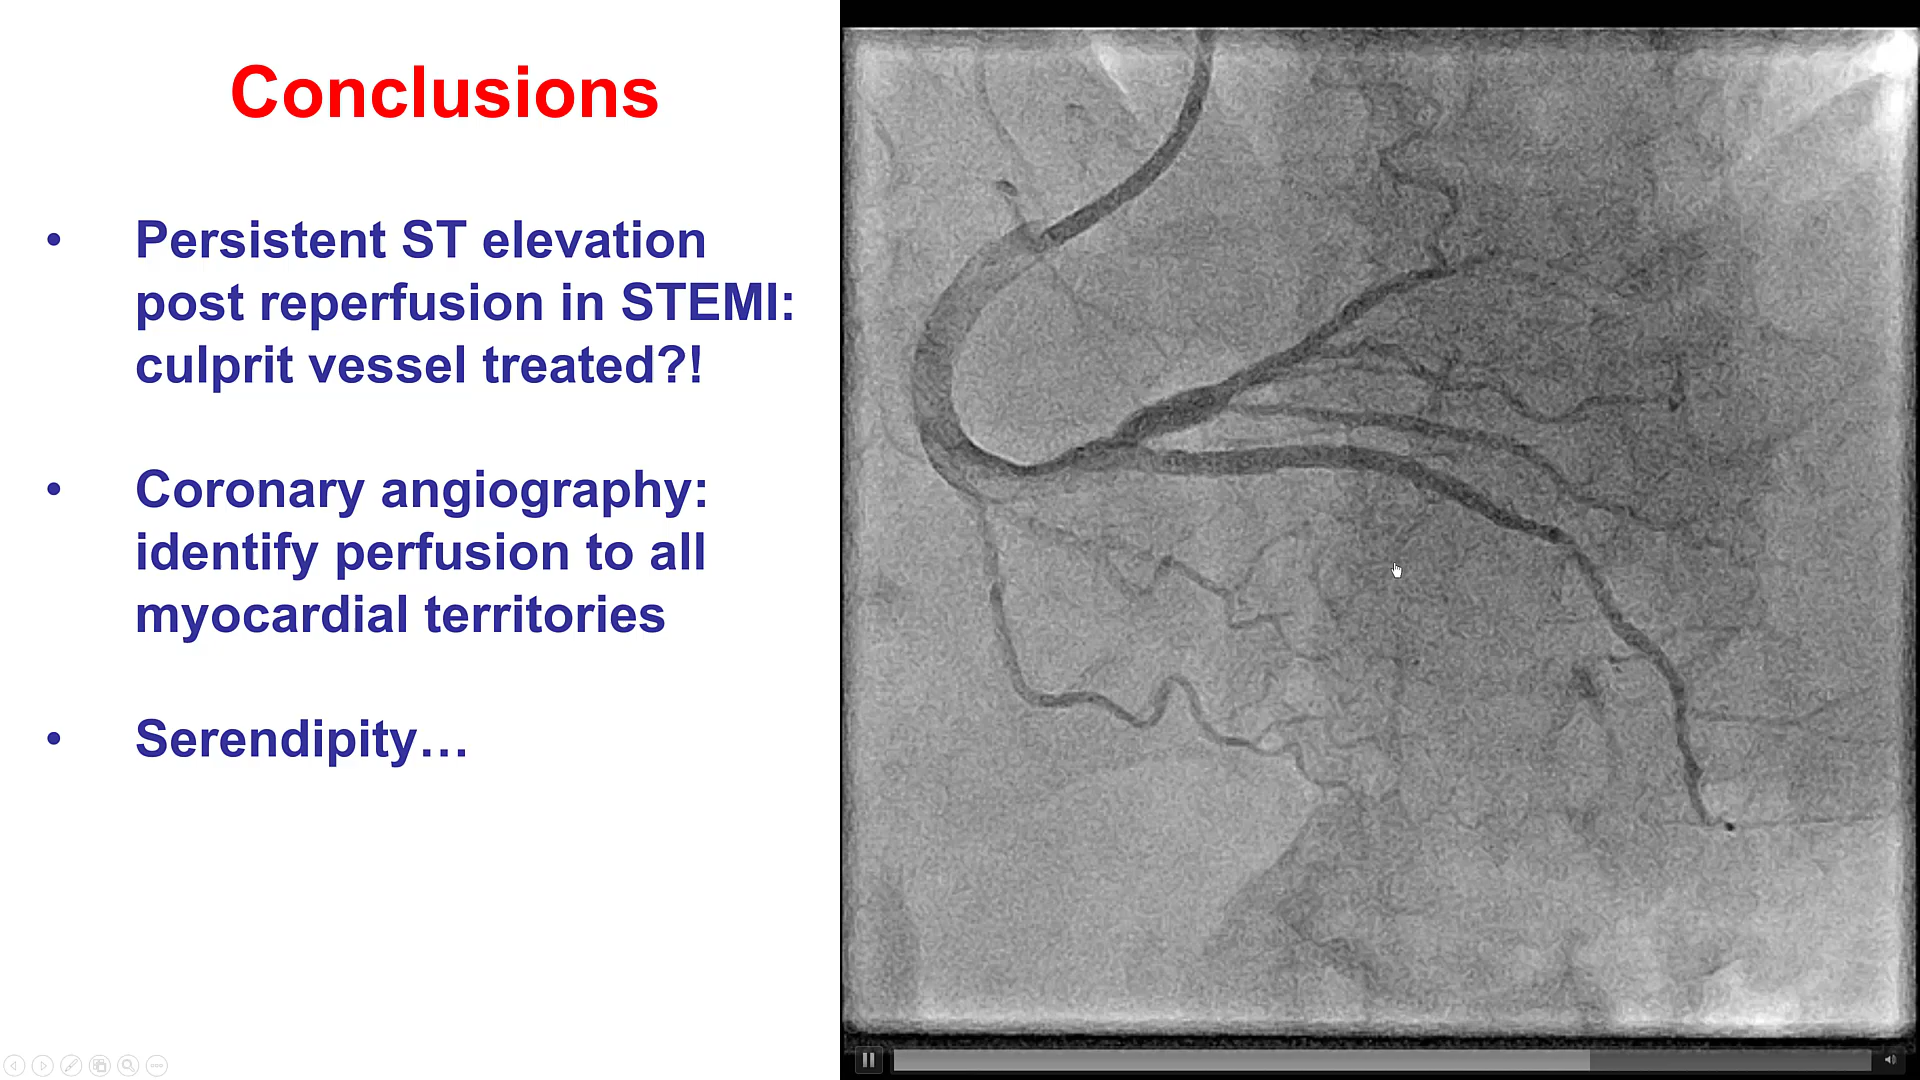 Conclusions
• Persistent ST elevation
post reperfusion in STEMI:
culprit vessel treated?!
• Coronary angiography:
identify perfusion to all
myocardial territories
• Serendipity…